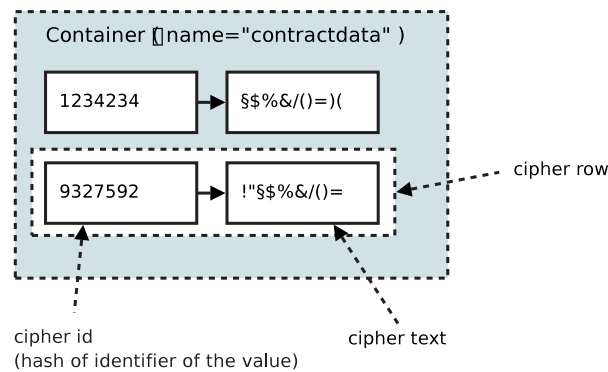 Container (name="contractdata" )
1234234
§$%&/()=)(
9327592
!"§$%&/()=
cipher row
cipher id
(hash of identifier of the value)
cipher text